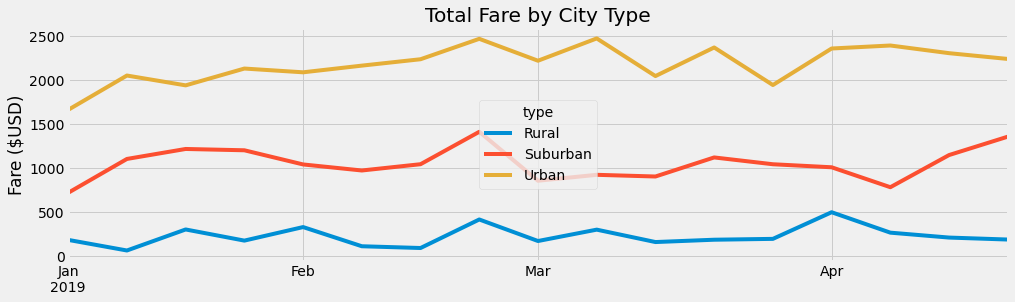 Total Fare by City Type
Fare ($USD)
2500
2000
1500
1000
500
0
type
Rural
Suburban
Urban
Jan
2019
Feb
Mar
Apr